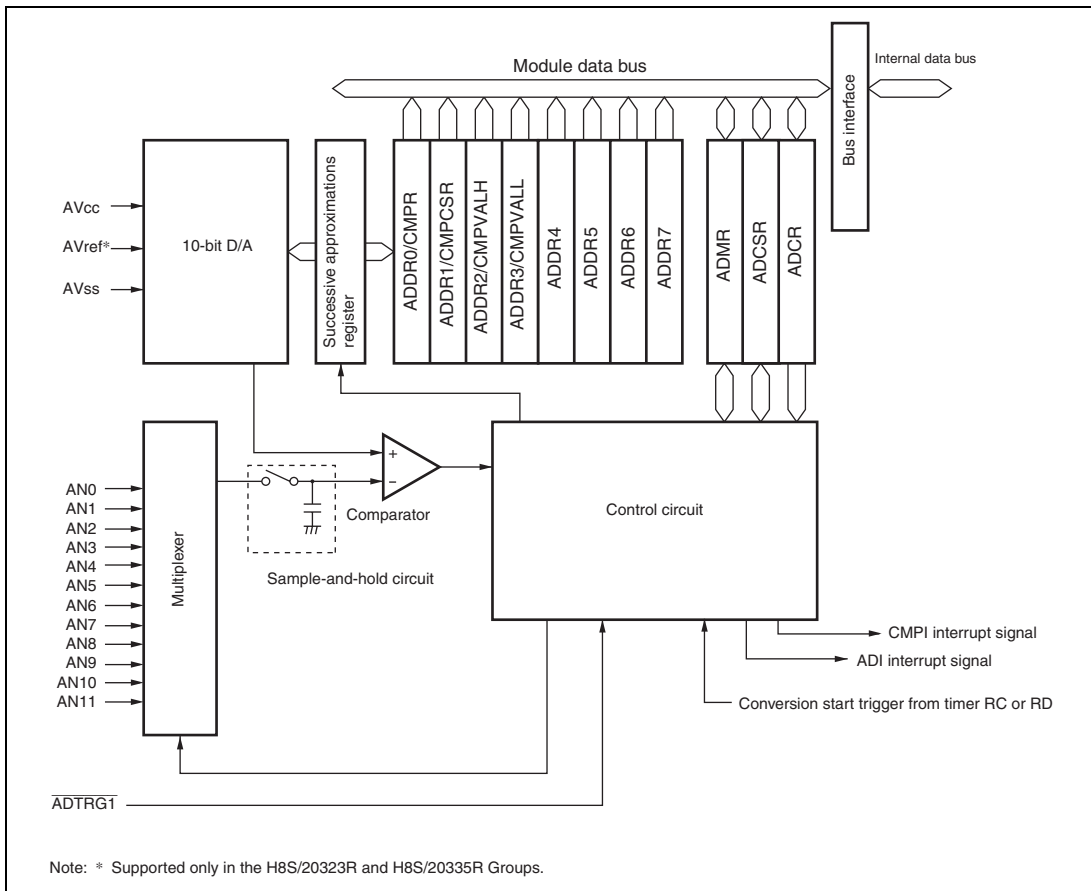 Module data bus
Internal data bus
Bus interface
AVcc
AVref*
AVss
10-bit D/A
Successive approximations
register
ADDR0/CMPR
ADDR1/CMPCSR
ADDR2/CMPVALH
ADDR3/CMPVALL
ADDR4
ADDR5
ADDR6
ADDR7
ADMR
ADCSR
ADCR
AN0
AN1
AN2
AN3
AN4
AN5
AN6
AN7
AN8
AN9
AN10
AN11
Multiplexer
+
−
Comparator
Sample-and-hold circuit
Control circuit
CMPI interrupt signal
ADI interrupt signal
Conversion start trigger from timer RC or RD
ADTRG1
Note: * Supported only in the H8S/20323R and H8S/20335R Groups.